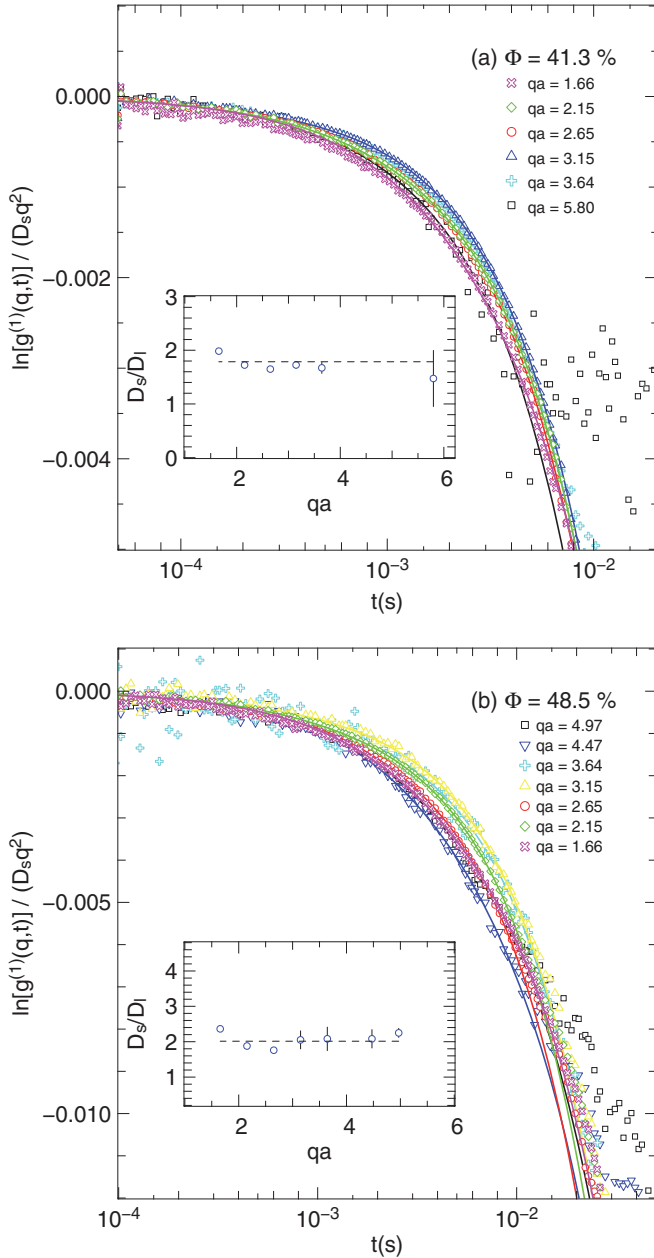 (a) Φ = 41.3 %
qa = 1.66
qa = 2.15
qa = 2.65
qa = 3.15
qa = 3.64
qa = 5.80
0.000
-0.002
-0.004
ln[g(1)(q,t)] / (Dsq2)
3
2
1
0
Ds/Dl
2 4 6
qa
10−4 10−3 10−2
t(s)
(b) Φ = 48.5 %
qa = 4.97
qa = 4.47
qa = 3.64
qa = 3.15
qa = 2.65
qa = 2.15
qa = 1.66
0.000
-0.005
-0.010
ln[g(1)(q,t)] / (Dsq2)
4
3
2
1
Ds/Dl
2 4 6
qa
10−4 10−3 10−2
t(s)